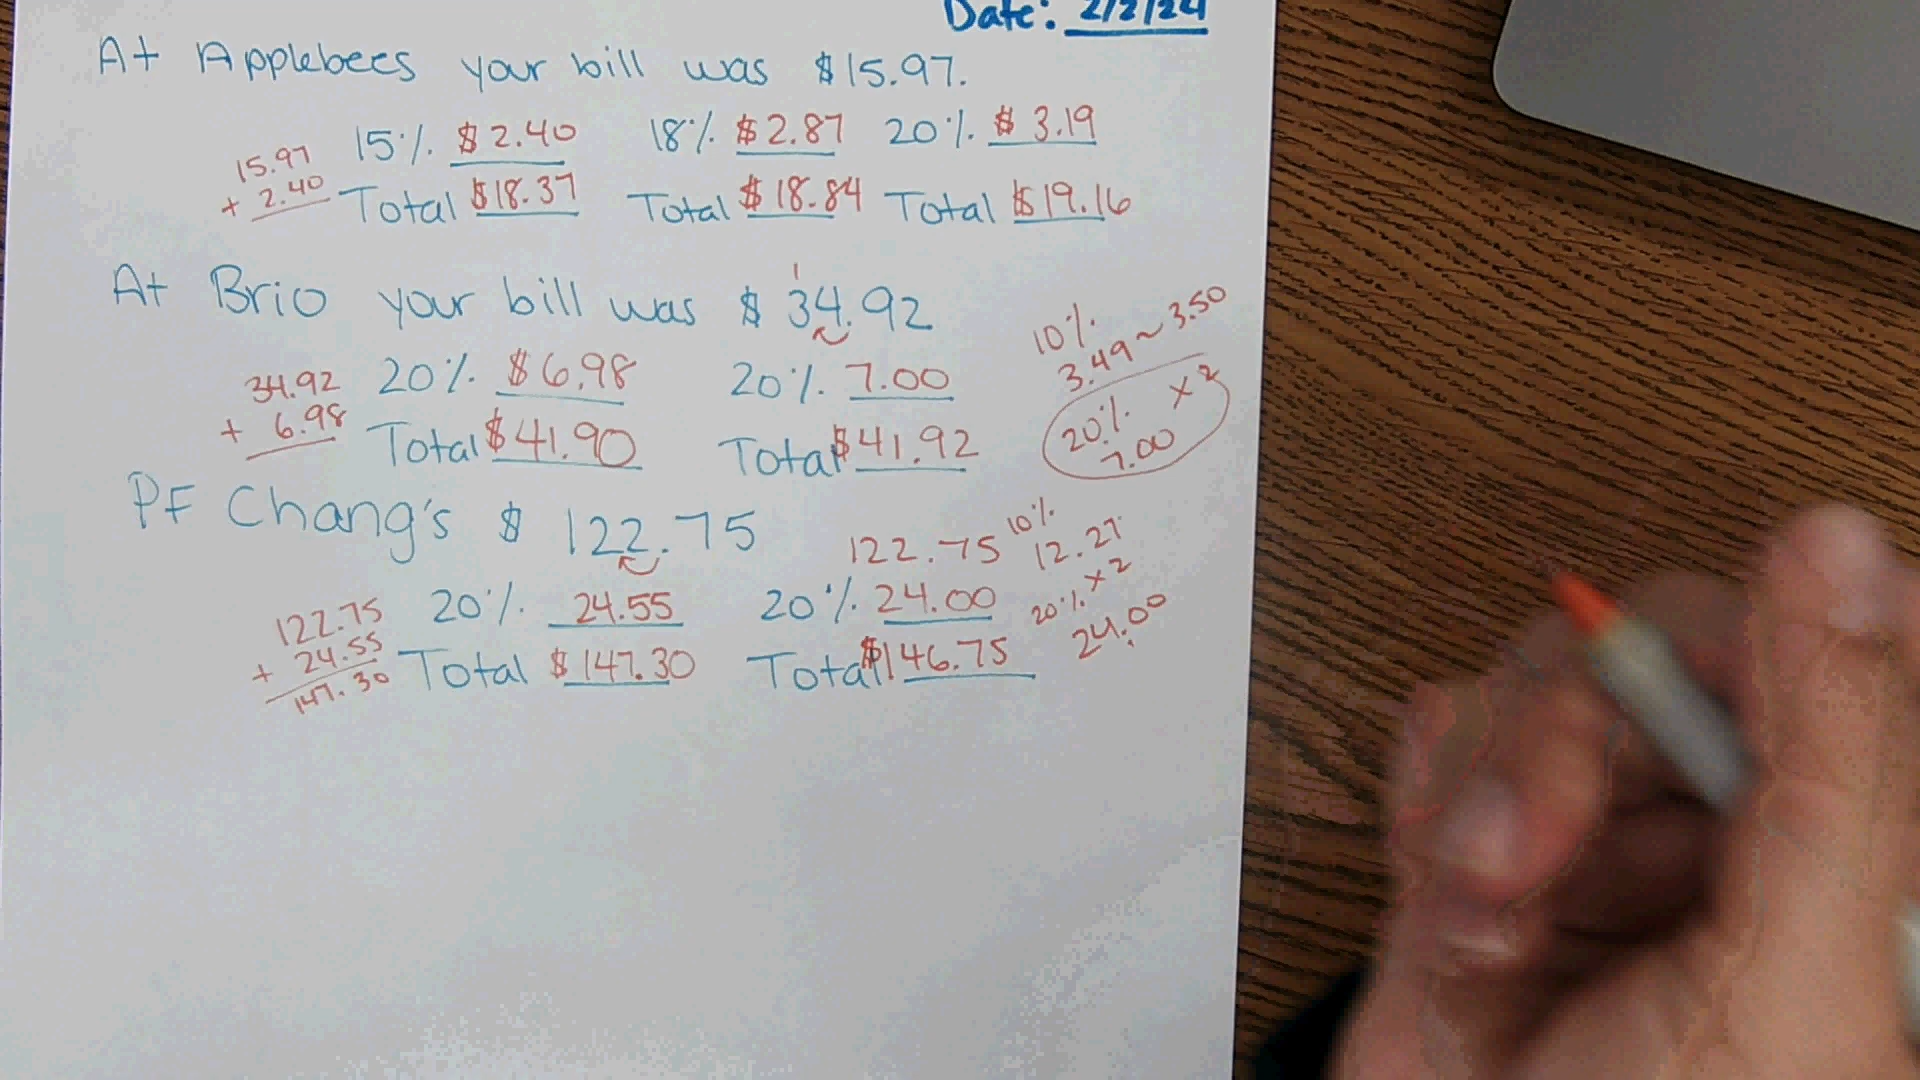 Date: 2/2/24
At Applebees your bill was $15.97.
15% $2.40 18% $2.87 20% $3.19
15.97
+ 2.40
Total $18.37 Total $18.84 Total $19.16
1
At Brio your bill was $34.92
10%
3.49 ~ 3.50
20% $6.98 20% 7.00
34.92
+ 6.98
x 2
20%
7.00
Total $41.90 Total $41.92
PF Chang's $122.75
122.75 10%
12.27
x 2
20% 24.55 20% 24.00
20%
24.00
122.75
+ 24.55
147.30
Total $147.30 Total $146.75